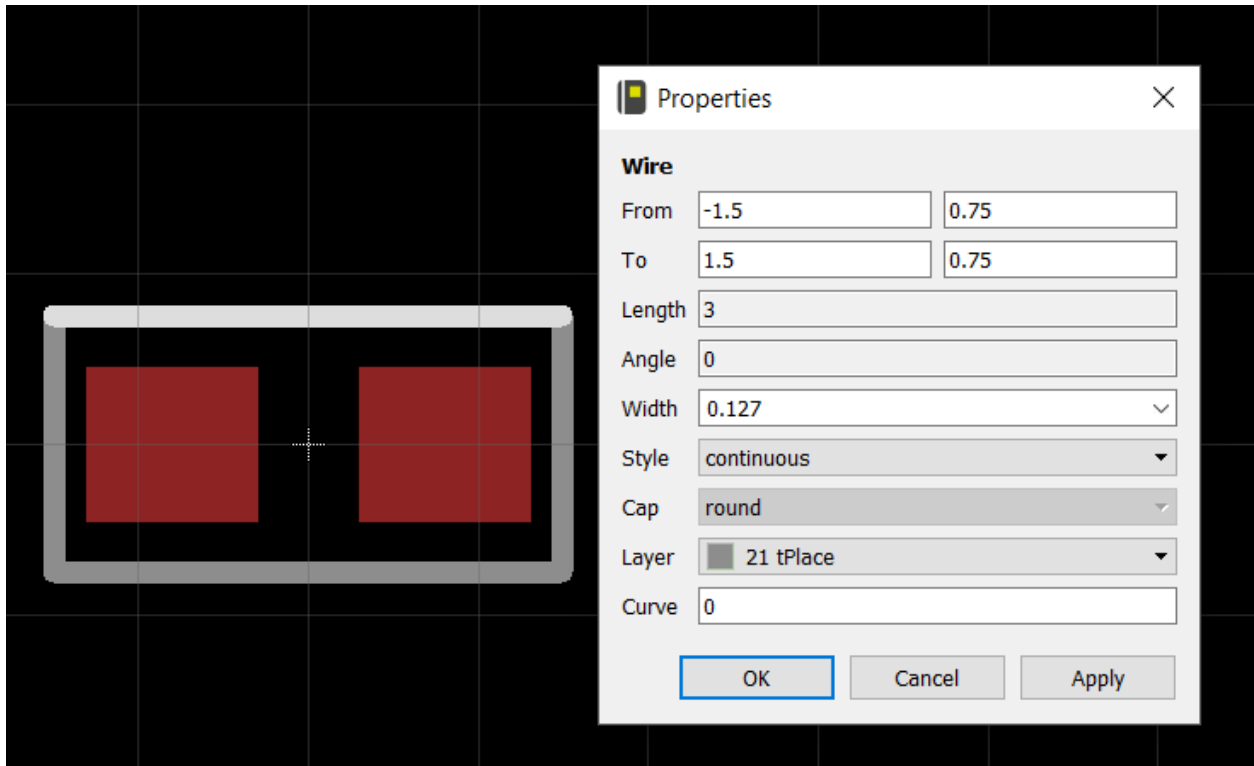 Properties
Wire
From -1.5 0.75
To 1.5 0.75
Length 3
Angle 0
Width 0.127
Style continuous
Cap round
Layer 21 tPlace
Curve 0
OK Cancel Apply